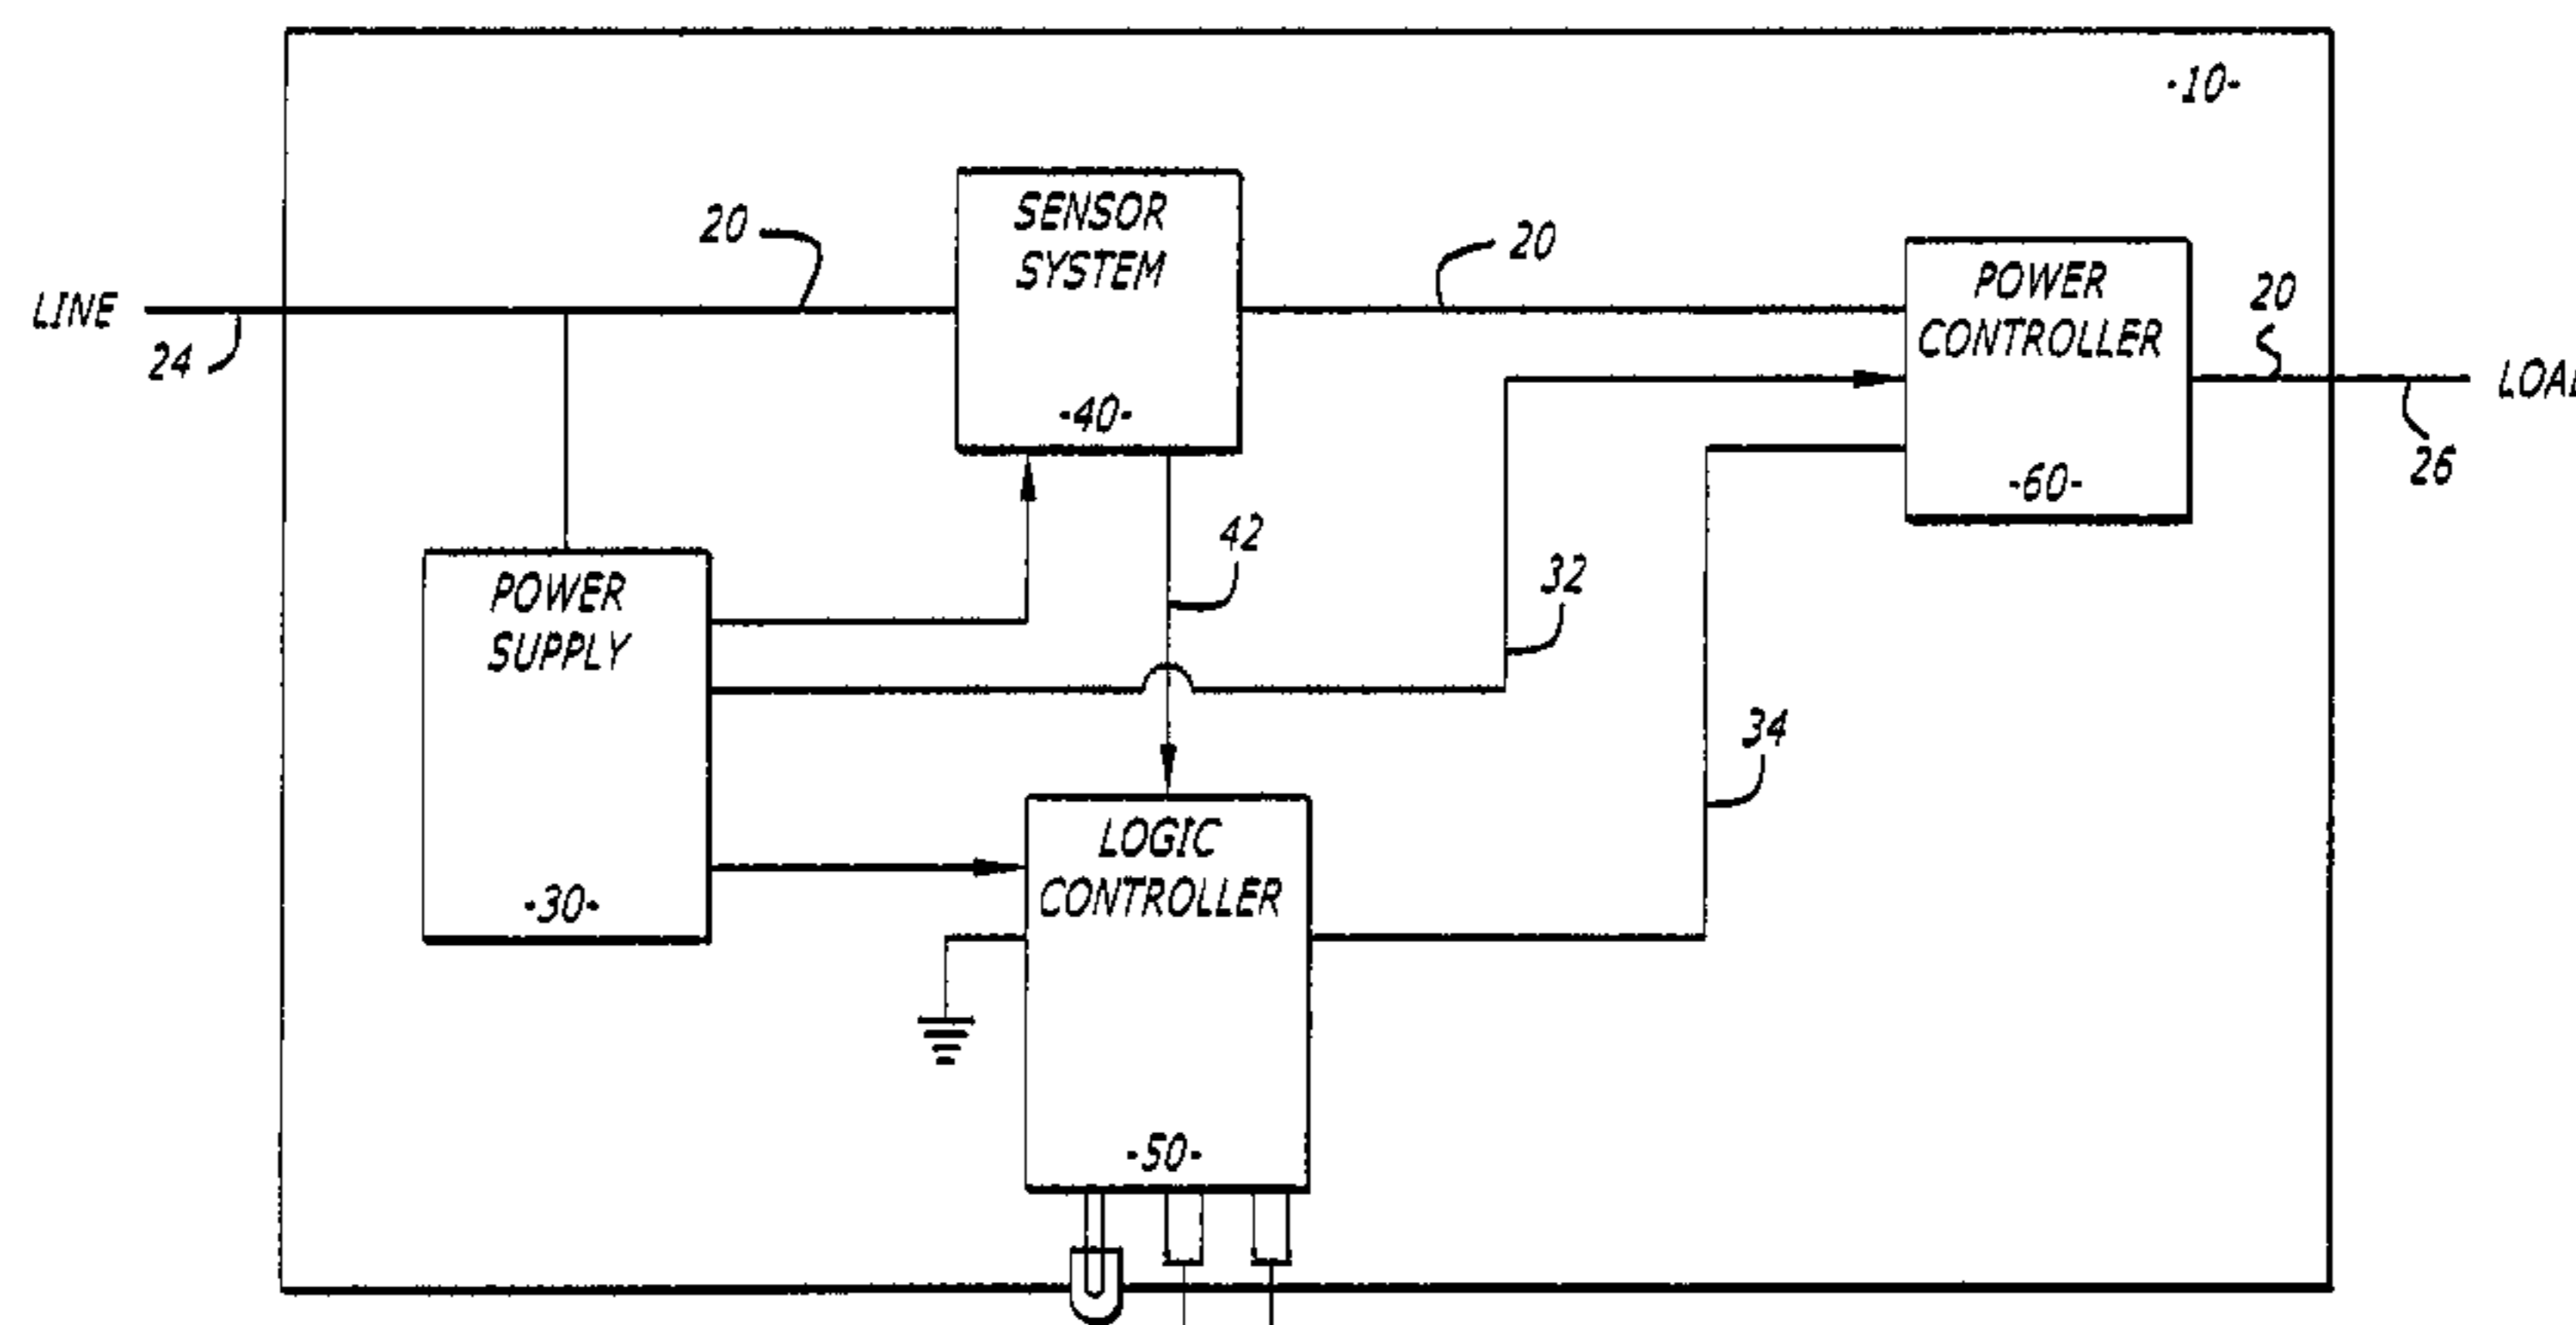 -10-
SENSOR
SYSTEM
-40-
20
20
POWER
CONTROLLER
-60-
20
LINE
24
26
42
32
POWER
SUPPLY
-30-
34
LOGIC
CONTROLLER
-50-